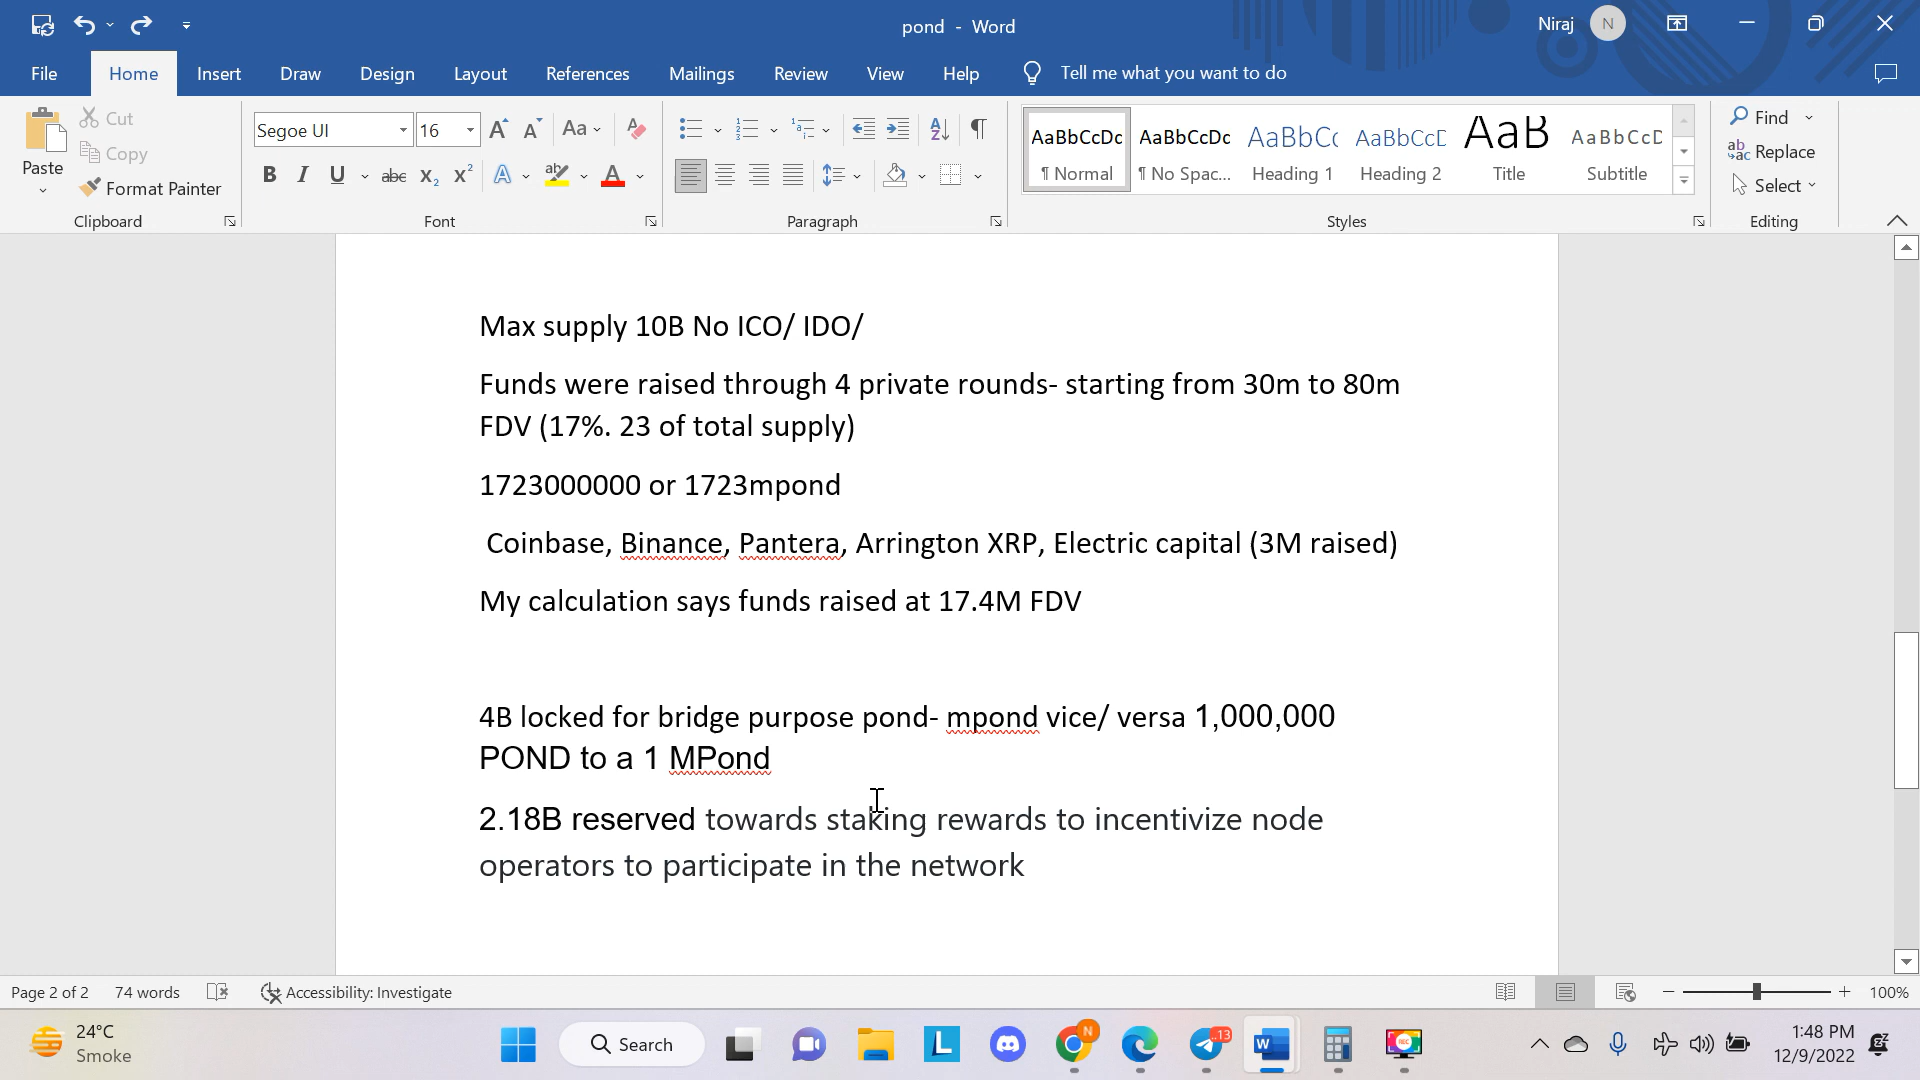 pond - Word
Niraj N
File Home Insert Draw Design Layout References Mailings Review View Help Tell me what you want to do
Paste
Cut
Copy
Format Painter
Clipboard
Segoe UI 16
Font
Paragraph
AaBbCcDc AaBbCcDc AaBbCc AaBbCcD AaB AaBbCcD
¶ Normal ¶ No Spac... Heading 1 Heading 2 Title Subtitle
Styles
Find
Replace
Select
Editing
Max supply 10B No ICO/ IDO/
Funds were raised through 4 private rounds- starting from 30m to 80m
FDV (17%. 23 of total supply)
1723000000 or 1723mpond
Coinbase, Binance, Pantera, Arrington XRP, Electric capital (3M raised)
My calculation says funds raised at 17.4M FDV
4B locked for bridge purpose pond- mpond vice/ versa 1,000,000
POND to a 1 MPond
2.18B reserved towards staking rewards to incentivize node
operators to participate in the network
Page 2 of 2 74 words Accessibility: Investigate 100%
24°C
Smoke
Search
1:48 PM
12/9/2022